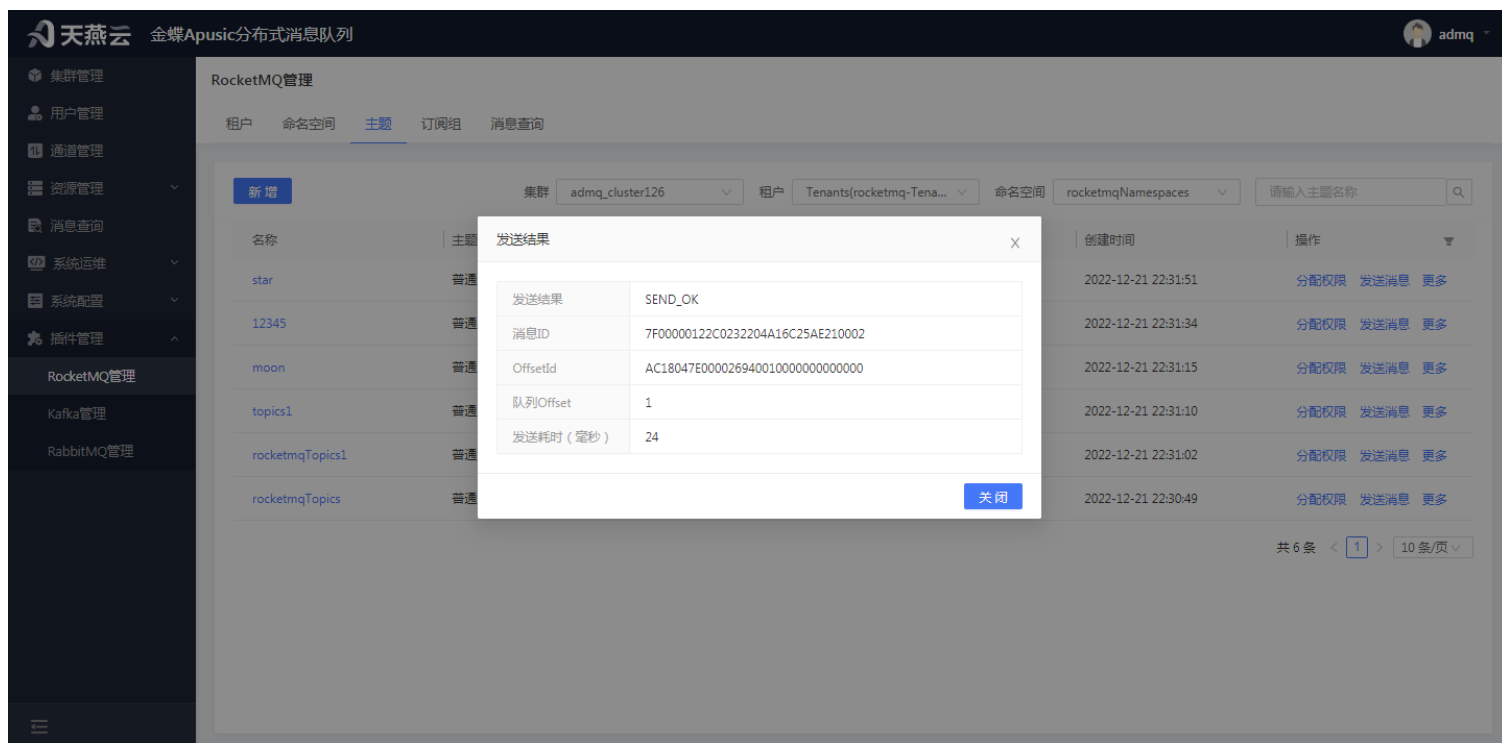 天燕云 金蝶Apusic分布式消息队列 admq
集群管理
用户管理
通道管理
资源管理
消息查询
系统运维
系统配置
插件管理
RocketMQ管理
Kafka管理
RabbitMQ管理
RocketMQ管理
租户 命名空间 主题 订阅组 消息查询
新增 集群 admq_cluster126 租户 Tenants(rocketmq-Tena... 命名空间 rocketmqNamespaces 请输入主题名称
名称 主题 创建时间 操作
star 普通 2022-12-21 22:31:51 分配权限 发送消息 更多
12345 普通 2022-12-21 22:31:34 分配权限 发送消息 更多
moon 普通 2022-12-21 22:31:15 分配权限 发送消息 更多
topics1 普通 2022-12-21 22:31:10 分配权限 发送消息 更多
rocketmqTopics1 普通 2022-12-21 22:31:02 分配权限 发送消息 更多
rocketmqTopics 普通 2022-12-21 22:30:49 分配权限 发送消息 更多
共 6 条 < 1 > 10 条/页
发送结果 X
发送结果 SEND_OK
消息ID 7F00000122C0232204A16C25AE210002
OffsetId AC18047E000026940010000000000000
队列Offset 1
发送耗时（毫秒） 24
关闭